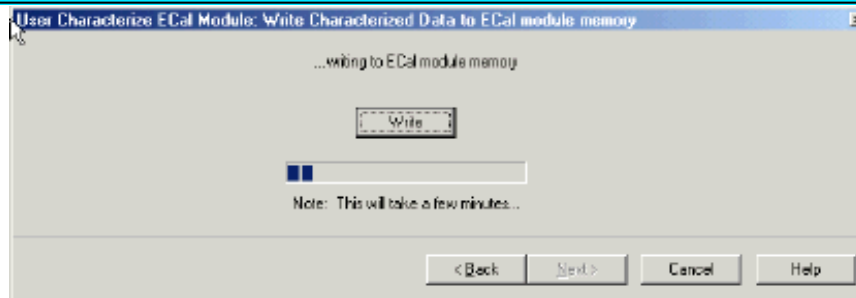 User Characterize ECal Module: Write Characterized Data to ECal module memory
...writing to ECal module memory
Write
Note: This will take a few minutes...
< Back
Next >
Cancel
Help